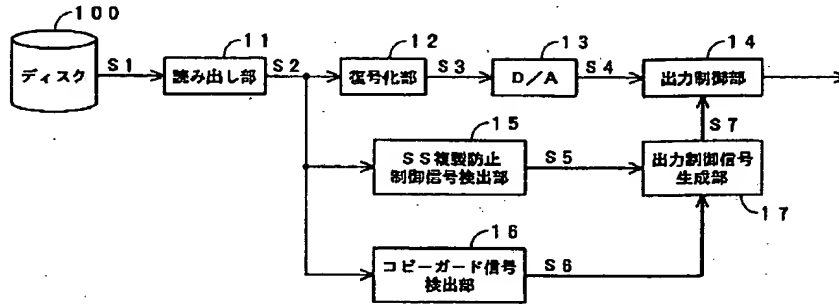 100
ディスク
S1
11
読み出し部
S2
12
復号化部
S3
13
D/A
S4
14
出力制御部
S7
15
SS複製防止
制御信号検出部
S5
出力制御信号
生成部
17
16
コピーガード信号
検出部
S6